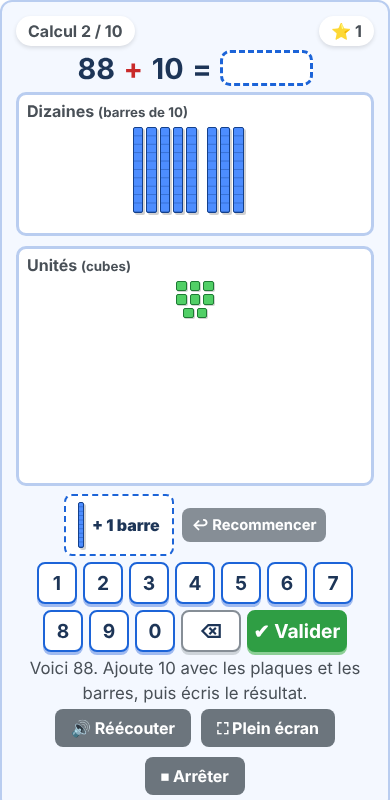 Calcul 2 / 10
⭐ 1
88 + 10 =
Dizaines (barres de 10)
Unités (cubes)
+ 1 barre
↩ Recommencer
1 2 3 4 5 6 7
8 9 0 ⌫ ✔ Valider
Voici 88. Ajoute 10 avec les plaques et les
barres, puis écris le résultat.
🔊 Réécouter
⛶ Plein écran
⏹ Arrêter